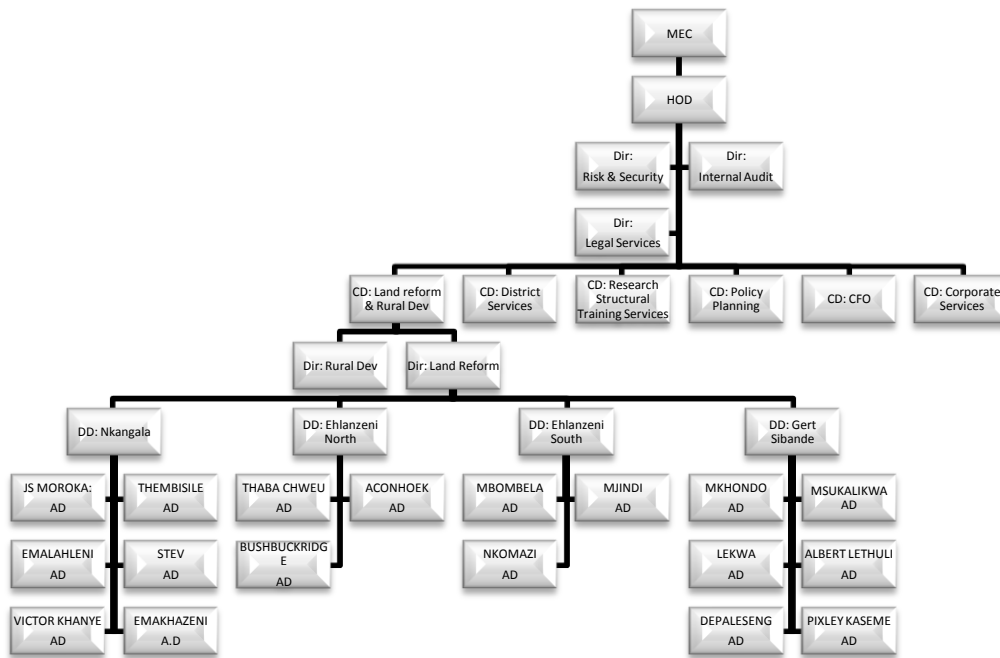 MEC
HOD
Dir:
Risk & Security
Dir:
Internal Audit
Dir:
Legal Services
CD: Land reform
& Rural Dev
CD: District
Services
CD: Research
Structural
Training Services
CD: Policy
Planning
CD: CFO
CD: Corporate
Services
Dir: Rural Dev
Dir: Land Reform
DD: Nkangala
DD: Ehlanzeni
North
DD: Ehlanzeni
South
DD: Gert
Sibande
JS MOROKA:
AD
THEMBISILE
AD
THABA CHWEU
AD
ACONHOEK
AD
MBOMBELA
AD
MJINDI
AD
MKHONDO
AD
MSUKALIKWA
AD
EMALAHLENI
AD
STEV
AD
BUSHBUCKRIDG
E
AD
NKOMAZI
AD
LEKWA
AD
ALBERT LETHULI
AD
VICTOR KHANYE
AD
EMAKHAZENI
A.D
DEPALESENG
AD
PIXLEY KASEME
AD